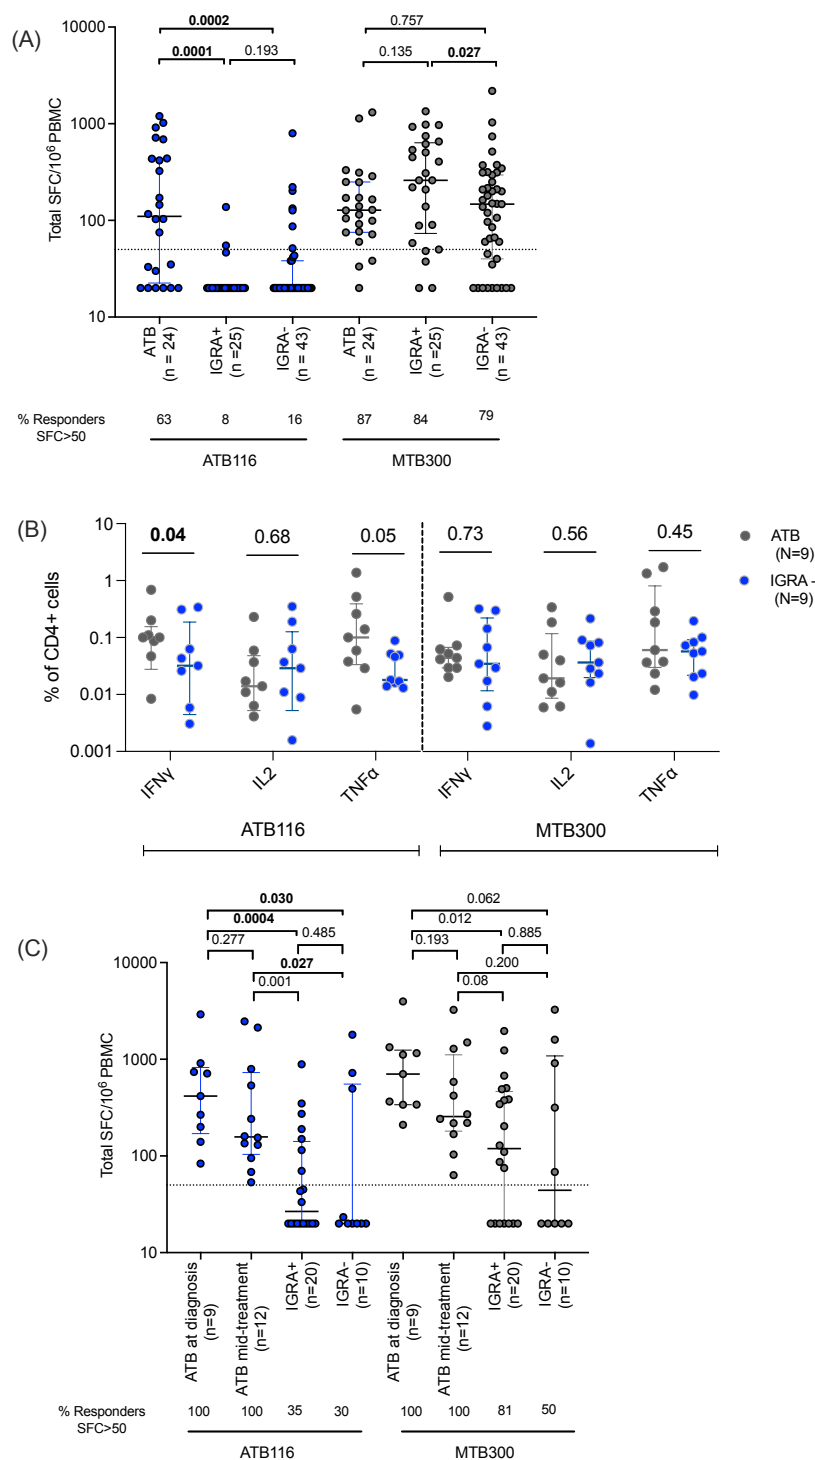 (A)
0.0002
0.757
0.0001
0.193
0.135
0.027
10000
1000
100
10
Total SFC/10⁶ PBMC
ATB
(n = 24)
IGRA+
(n =25)
IGRA-
(n = 43)
ATB
(n = 24)
IGRA+
(n =25)
IGRA-
(n = 43)
% Responders
SFC>50
63
8
16
87
84
79
ATB116
MTB300
(B)
10
1
0.1
0.01
0.001
% of CD4+ cells
0.04
0.68
0.05
0.73
0.56
0.45
ATB
(N=9)
IGRA -
(N=9)
IFNγ
IL2
TNFα
IFNγ
IL2
TNFα
ATB116
MTB300
(C)
0.030
0.062
0.0004
0.012
0.277
0.485
0.193
0.885
0.027
0.200
0.001
0.08
10000
1000
100
10
Total SFC/10⁶ PBMC
ATB at diagnosis
(n=9)
ATB mid-treatment
(n=12)
IGRA+
(n=20)
IGRA-
(n=10)
ATB at diagnosis
(n=9)
ATB mid-treatment
(n=12)
IGRA+
(n=20)
IGRA-
(n=10)
% Responders
SFC>50
100
100
35
30
100
100
81
50
ATB116
MTB300